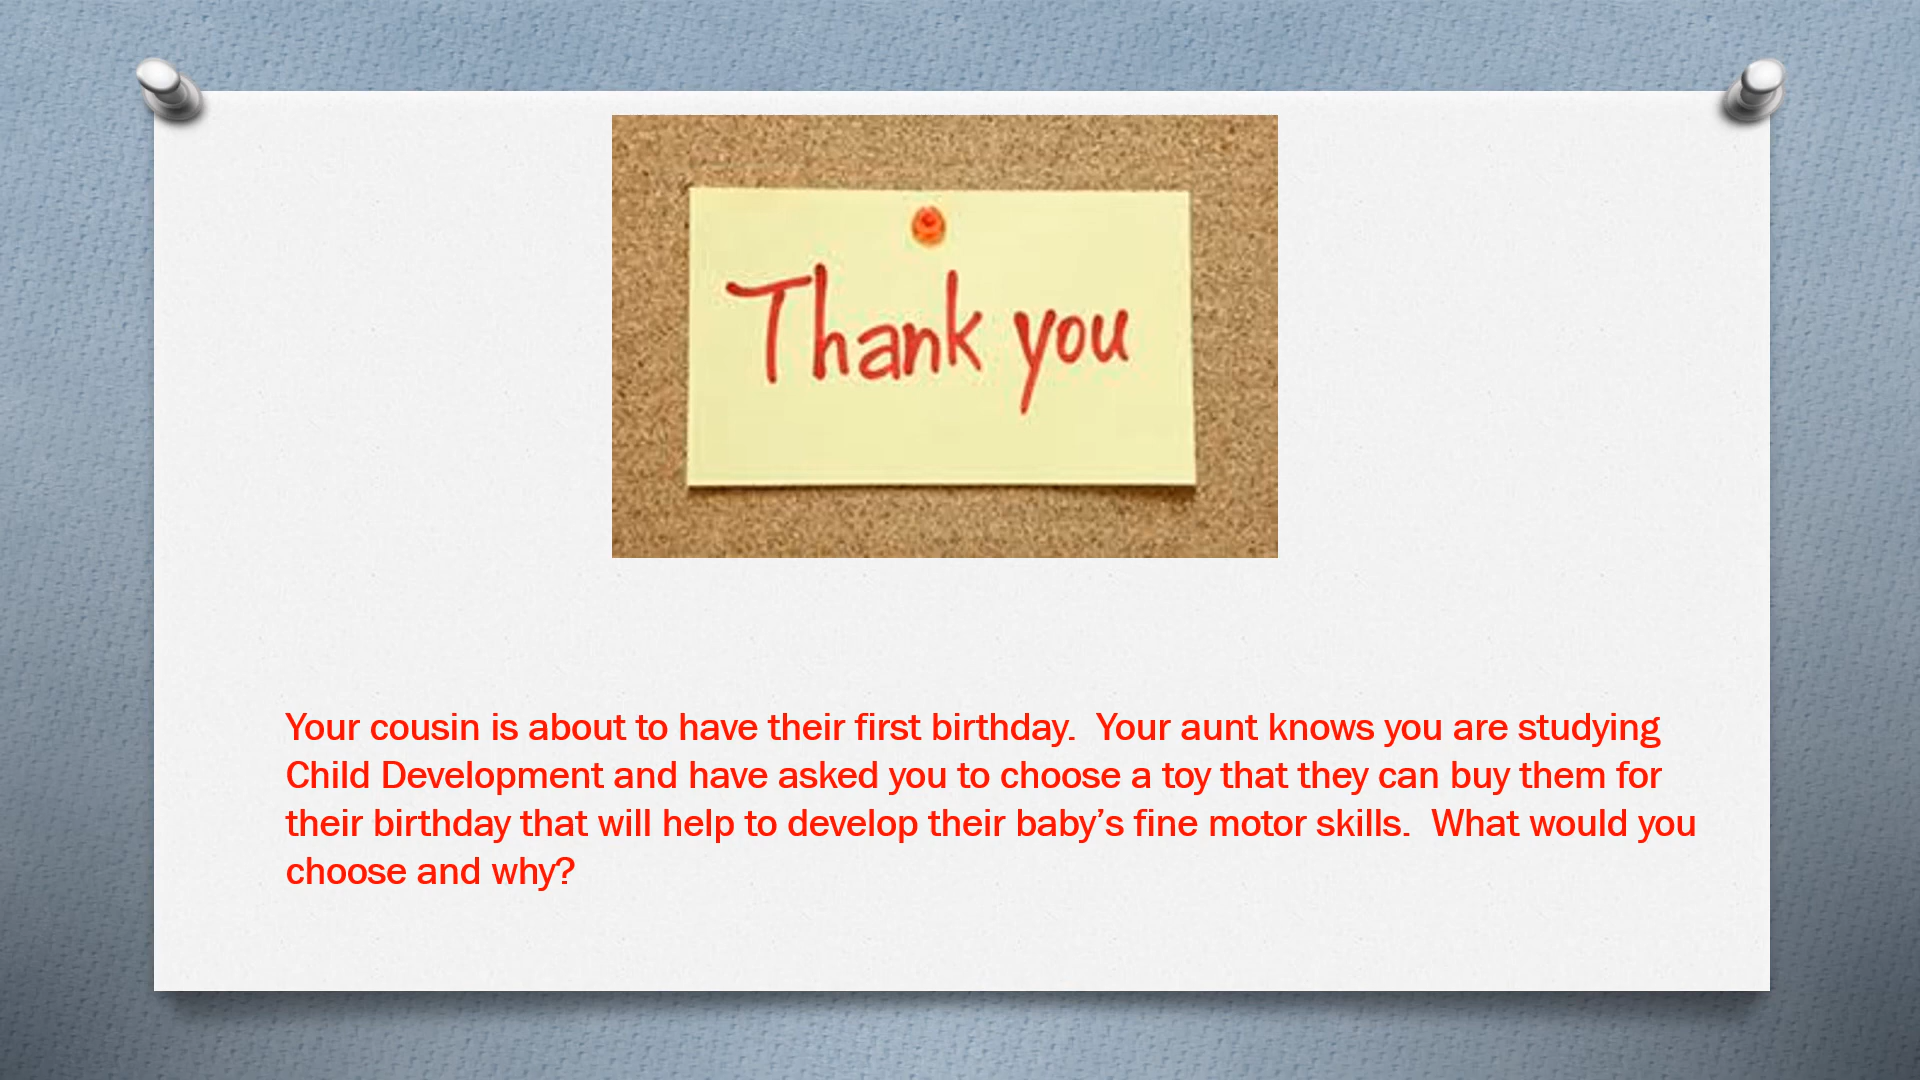 Thank you
Your cousin is about to have their first birthday.  Your aunt knows you are studying
Child Development and have asked you to choose a toy that they can buy them for
their birthday that will help to develop their baby’s fine motor skills.  What would you
choose and why?